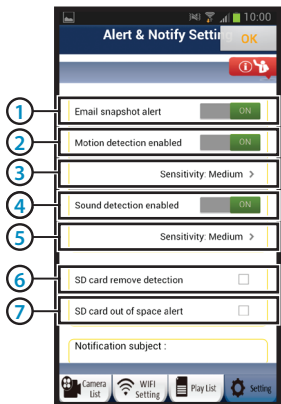 10:00
Alert & Notify Setting
OK
1 Email snapshot alert ON
2 Motion detection enabled ON
3 Sensitivity: Medium >
4 Sound detection enabled ON
5 Sensitivity: Medium >
6 SD card remove detection
7 SD card out of space alert
Notification subject :
Camera List
WIFI Setting
Play List
Setting